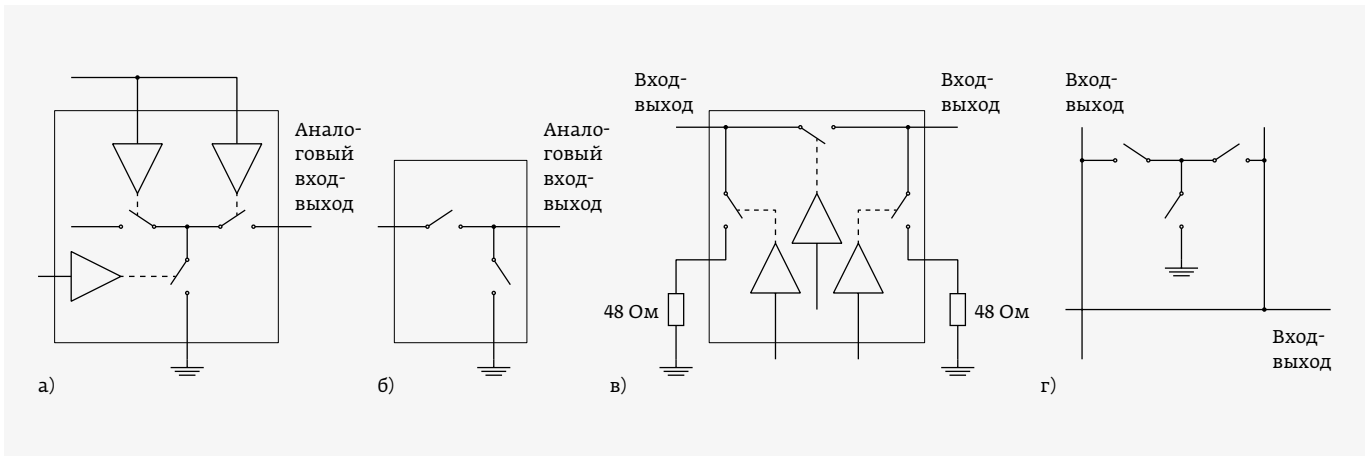 Анало-
говый
вход-
выход
а)
Анало-
говый
вход-
выход
б)
Вход-
выход
Вход-
выход
48 Ом
48 Ом
в)
Вход-
выход
Вход-
выход
г)